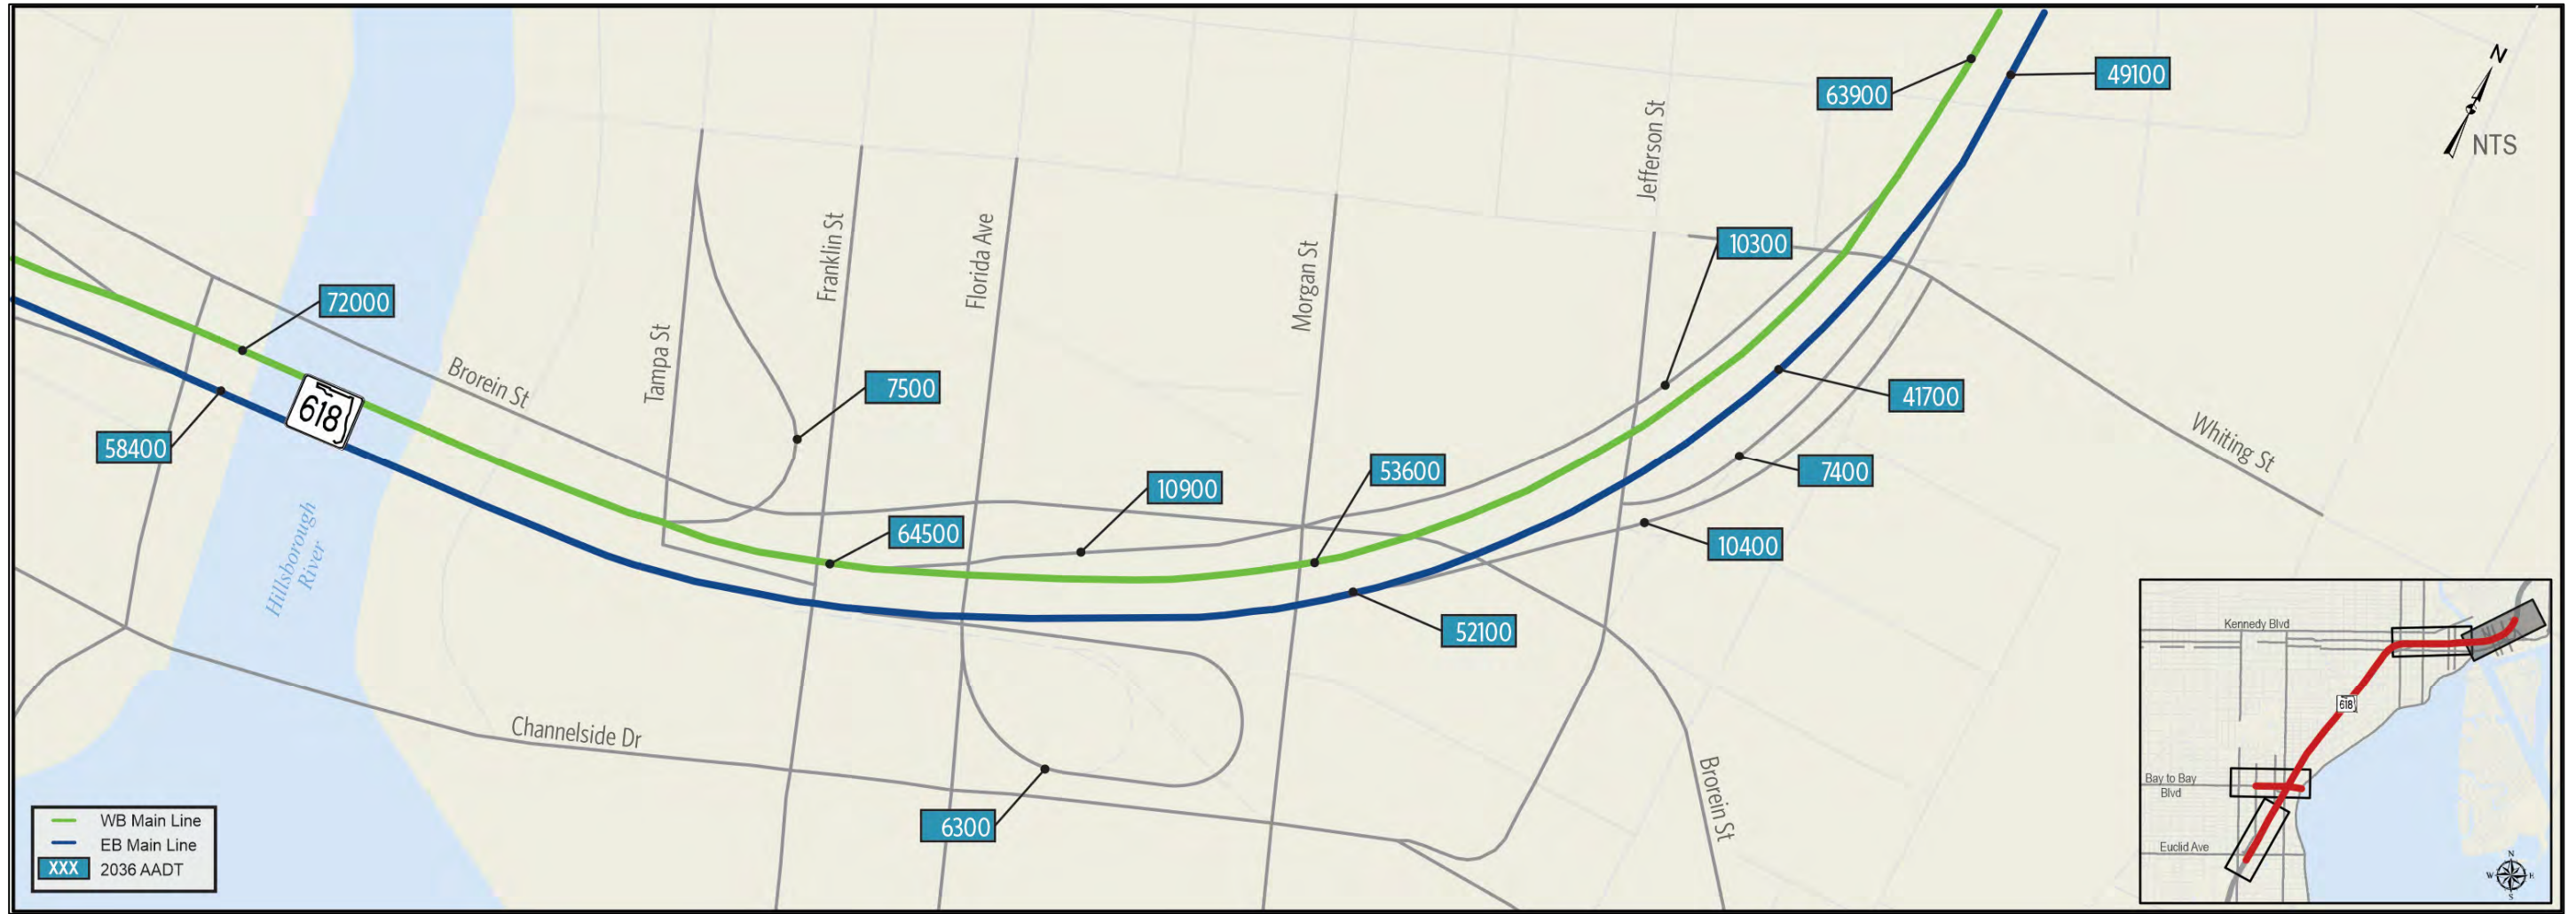 N
NTS
63900
49100
Jefferson St
10300
Franklin St
Florida Ave
Morgan St
72000
Tampa St
Brorein St
7500
41700
618
58400
Whiting St
53600
7400
10900
64500
10400
Hillsborough
River
52100
Channelside Dr
Brorein St
6300
WB Main Line
EB Main Line
XXX 2036 AADT
Kennedy Blvd
618
Bay to Bay
Blvd
Euclid Ave
N
W E
S